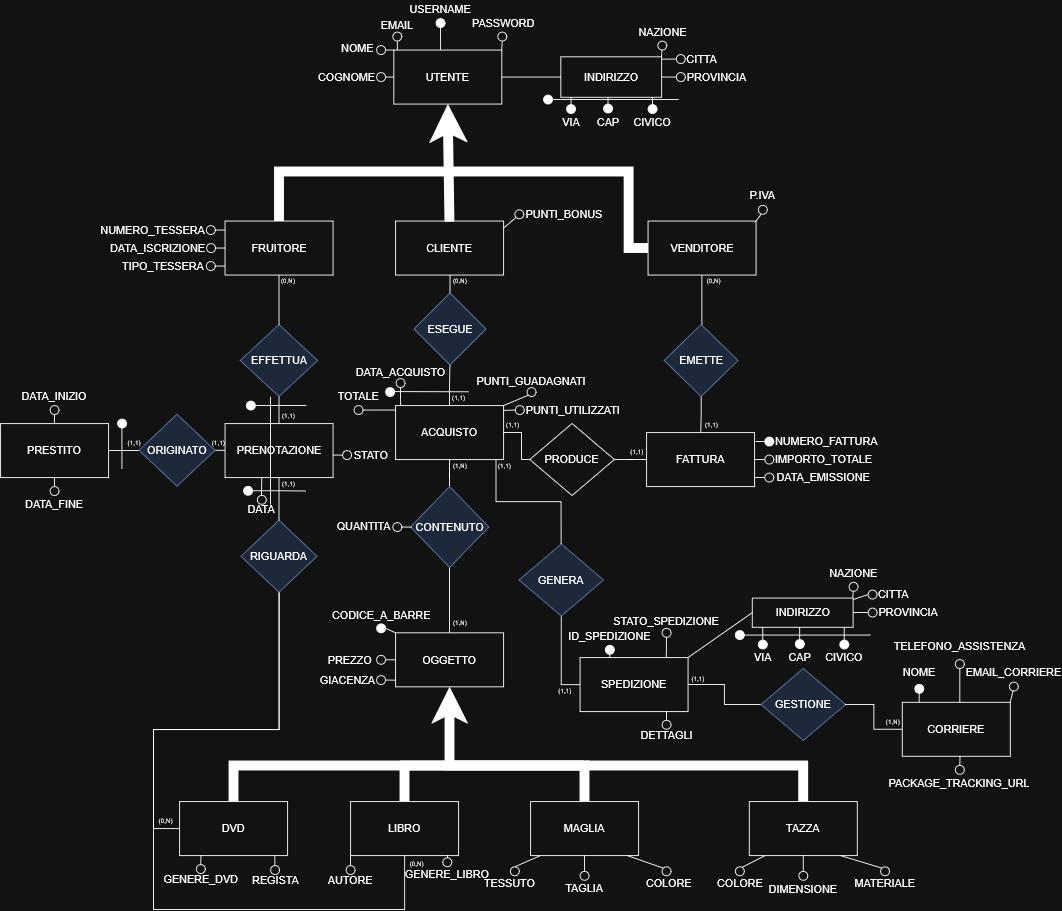 USERNAME
EMAIL
PASSWORD
NAZIONE
NOME
CITTA
COGNOME
UTENTE
INDIRIZZO
PROVINCIA
VIA
CAP
CIVICO
P.IVA
PUNTI_BONUS
NUMERO_TESSERA
DATA_ISCRIZIONE
FRUITORE
CLIENTE
VENDITORE
TIPO_TESSERA
(0,N)
(0,N)
(0,N)
ESEGUE
EFFETTUA
EMETTE
DATA_ACQUISTO
PUNTI_GUADAGNATI
DATA_INIZIO
TOTALE
(1,1)
PUNTI_UTILIZZATI
(1,1)
(1,1)
(1,1)
ACQUISTO
(1,1)
(1,1)
NUMERO_FATTURA
PRESTITO
ORIGINATO
PRENOTAZIONE
STATO
(1,1)
PRODUCE
FATTURA
IMPORTO_TOTALE
(1,N)
(1,1)
DATA_EMISSIONE
DATA_FINE
DATA
(1,1)
QUANTITA
CONTENUTO
RIGUARDA
GENERA
NAZIONE
CITTA
CODICE_A_BARRE
(1,N)
STATO_SPEDIZIONE
INDIRIZZO
PROVINCIA
ID_SPEDIZIONE
TELEFONO_ASSISTENZA
PREZZO
OGGETTO
VIA
CAP
CIVICO
NOME
EMAIL_CORRIERE
GIACENZA
(1,1)
SPEDIZIONE
(1,1)
GESTIONE
(1,N)
CORRIERE
DETTAGLI
PACKAGE_TRACKING_URL
(0,N)
DVD
LIBRO
MAGLIA
TAZZA
(0,N)
GENERE_DVD
REGISTA
AUTORE
GENERE_LIBRO
TESSUTO
TAGLIA
COLORE
COLORE
DIMENSIONE
MATERIALE